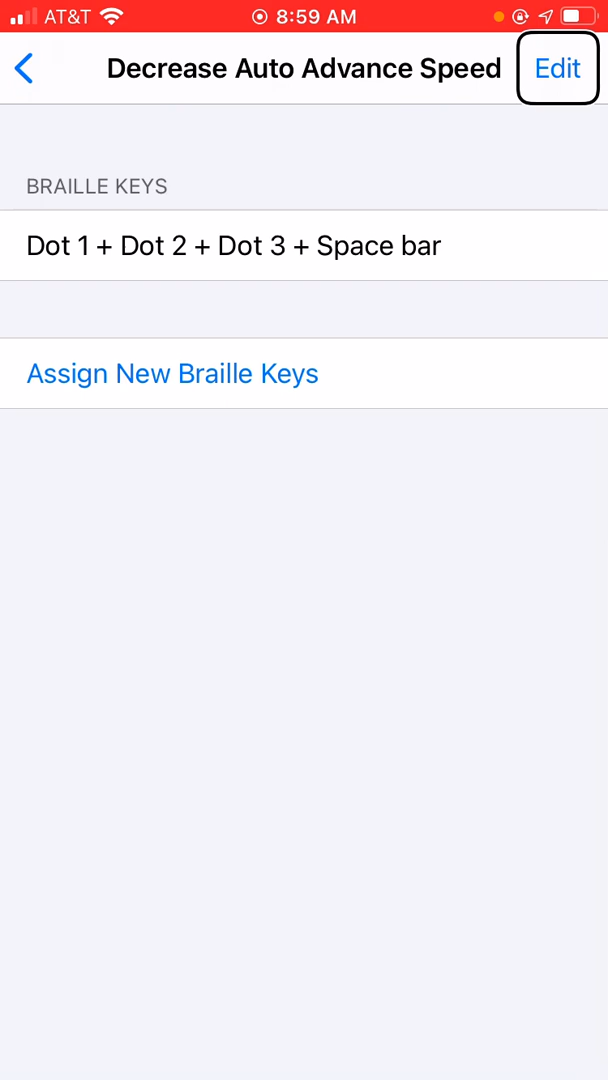 AT&T 8:59 AM
Decrease Auto Advance Speed Edit
BRAILLE KEYS
Dot 1 + Dot 2 + Dot 3 + Space bar
Assign New Braille Keys